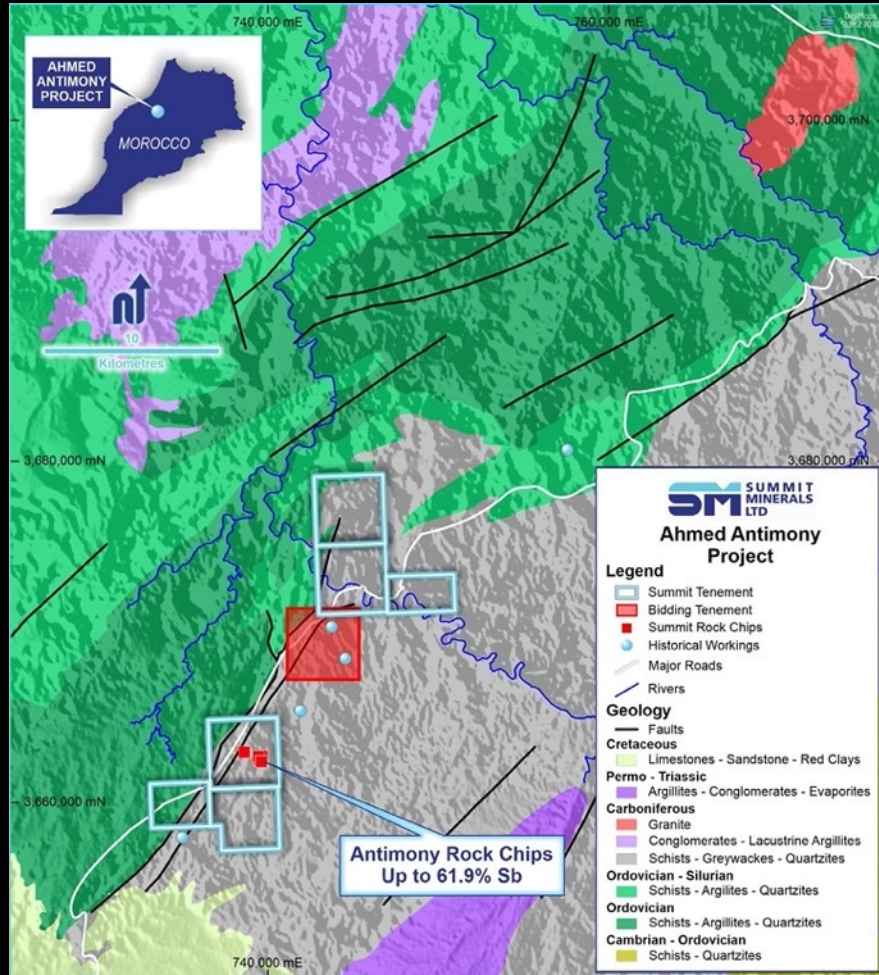 740,000 mE
760,000 mE
AHMED
ANTIMONY
PROJECT
MOROCCO
3,700,000 mN
n
10
Kilometres
3,680,000 mN
3,680,000 mN
SM SUMMIT
MINERALS
LTD
Ahmed Antimony
Project
Legend
Summit Tenement
Bidding Tenement
Summit Rock Chips
Historical Workings
Major Roads
Rivers
Geology
Faults
Cretaceous
Limestones - Sandstone - Red Clays
Permo - Triassic
Argillites - Conglomerates - Evaporites
Carboniferous
Granite
Conglomerates - Lacustrine Argillites
Schists - Greywackes - Quartzites
Ordovician - Silurian
Schists - Argilites - Quartzites
Ordovician
Schists - Argillites - Quartzites
Cambrian - Ordovician
Schists - Quartzites
3,660,000 mN
Antimony Rock Chips
Up to 61.9% Sb
740,000 mE